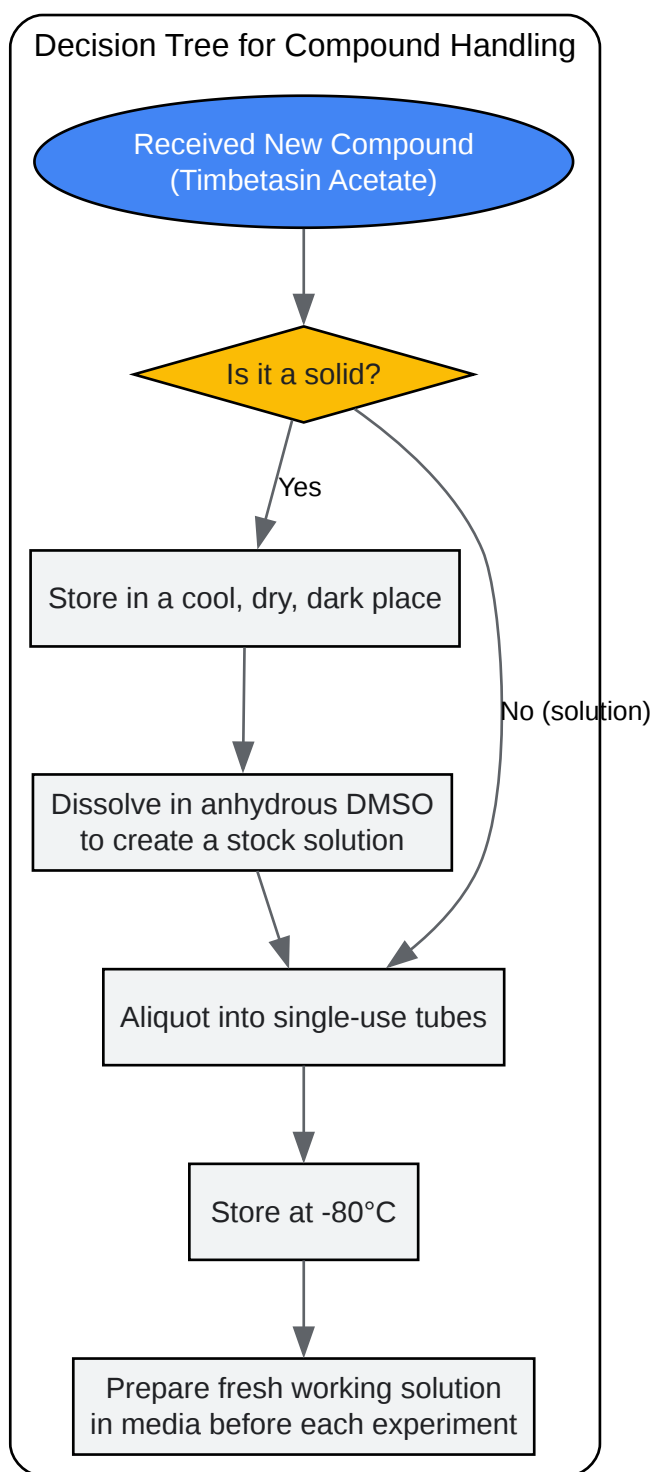 Decision Tree for Compound Handling
Received New Compound
(Timbetasin Acetate)
Is it a solid?
Yes
Store in a cool, dry, dark place
No (solution)
Dissolve in anhydrous DMSO
to create a stock solution
Aliquot into single-use tubes
Store at -80°C
Prepare fresh working solution
in media before each experiment